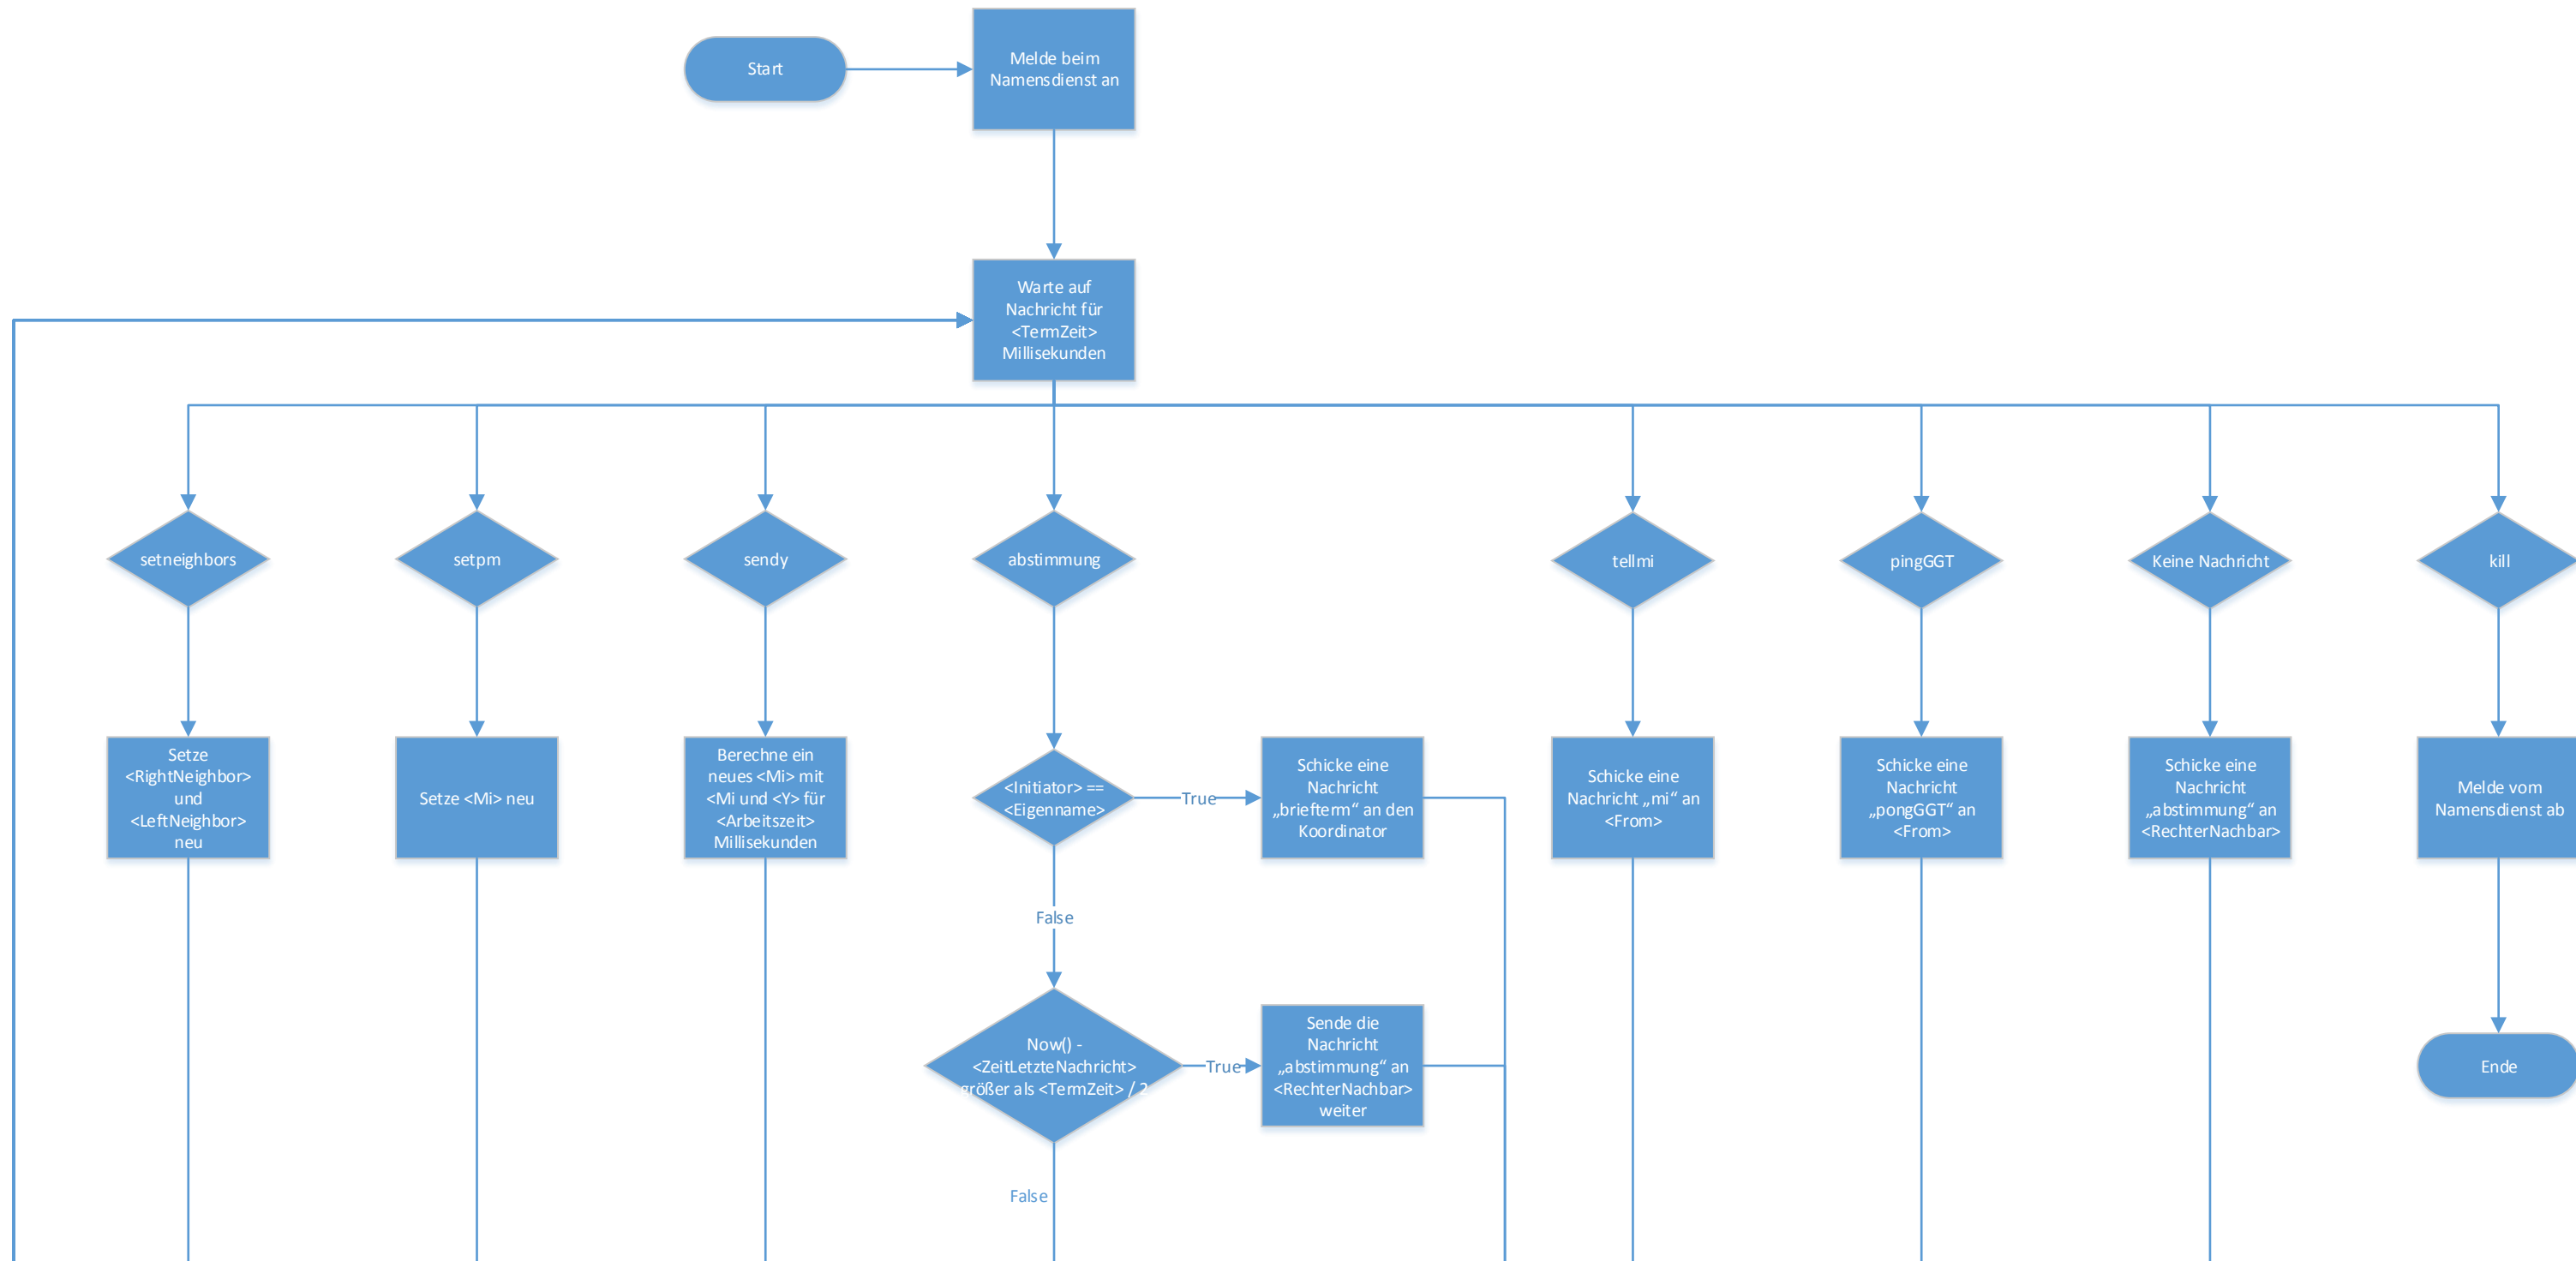 Start
Melde beim
Namensdienst an
Warte auf
Nachricht für
<TermZeit>
Millisekunden
setneighbors
setpm
sendy
abstimmung
tellmi
pingGGT
Keine Nachricht
kill
Setze
<RightNeighbor>
und
<LeftNeighbor>
neu
Setze <Mi> neu
Berechne ein
neues <Mi> mit
<Mi und <Y> für
<Arbeitszeit>
Millisekunden
<Initiator> ==
<Eigenname>
True
Schicke eine
Nachricht
„briefterm“ an den
Koordinator
Schicke eine
Nachricht „mi“ an
<From>
Schicke eine
Nachricht
„pongGGT“ an
<From>
Schicke eine
Nachricht
„abstimmung“ an
<RechterNachbar>
Melde vom
Namensdienst ab
False
Now() -
<ZeitLetzteNachricht>
größer als <TermZeit> / 2
True
Sende die
Nachricht
„abstimmung“ an
<RechterNachbar>
weiter
Ende
False